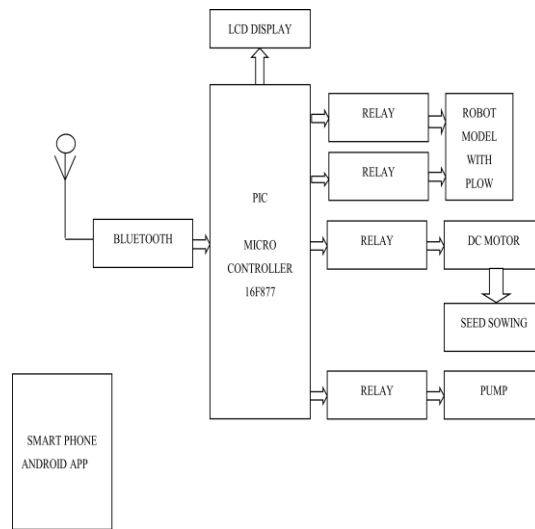 LCD DISPLAY
RELAY
ROBOT
MODEL
WITH
PLOW
RELAY
PIC
MICRO
CONTROLLER
16F877
BLUETOOTH
RELAY
DC MOTOR
SEED SOWING
RELAY
PUMP
SMART PHONE
ANDROID APP